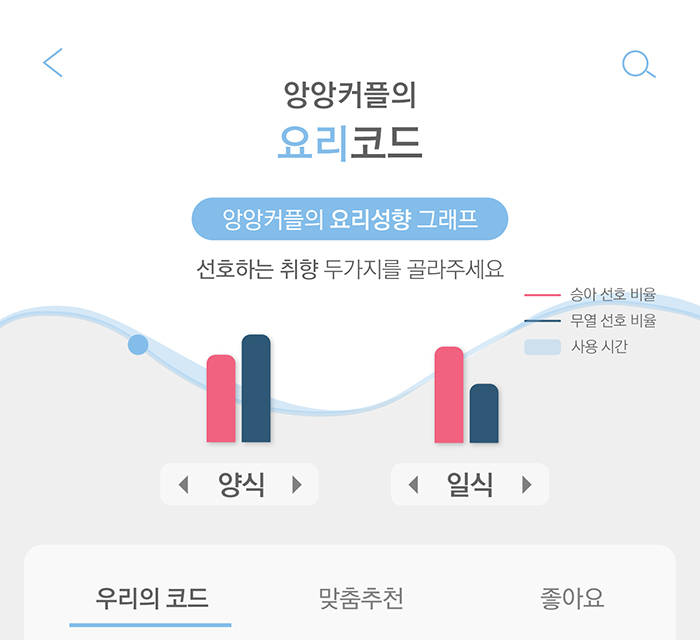 앙앙커플의
요리코드
앙앙커플의 요리성향 그래프
선호하는 취향 두가지를 골라주세요
승아 선호 비율
무열 선호 비율
사용 시간
양식
일식
우리의 코드
맞춤추천
좋아요